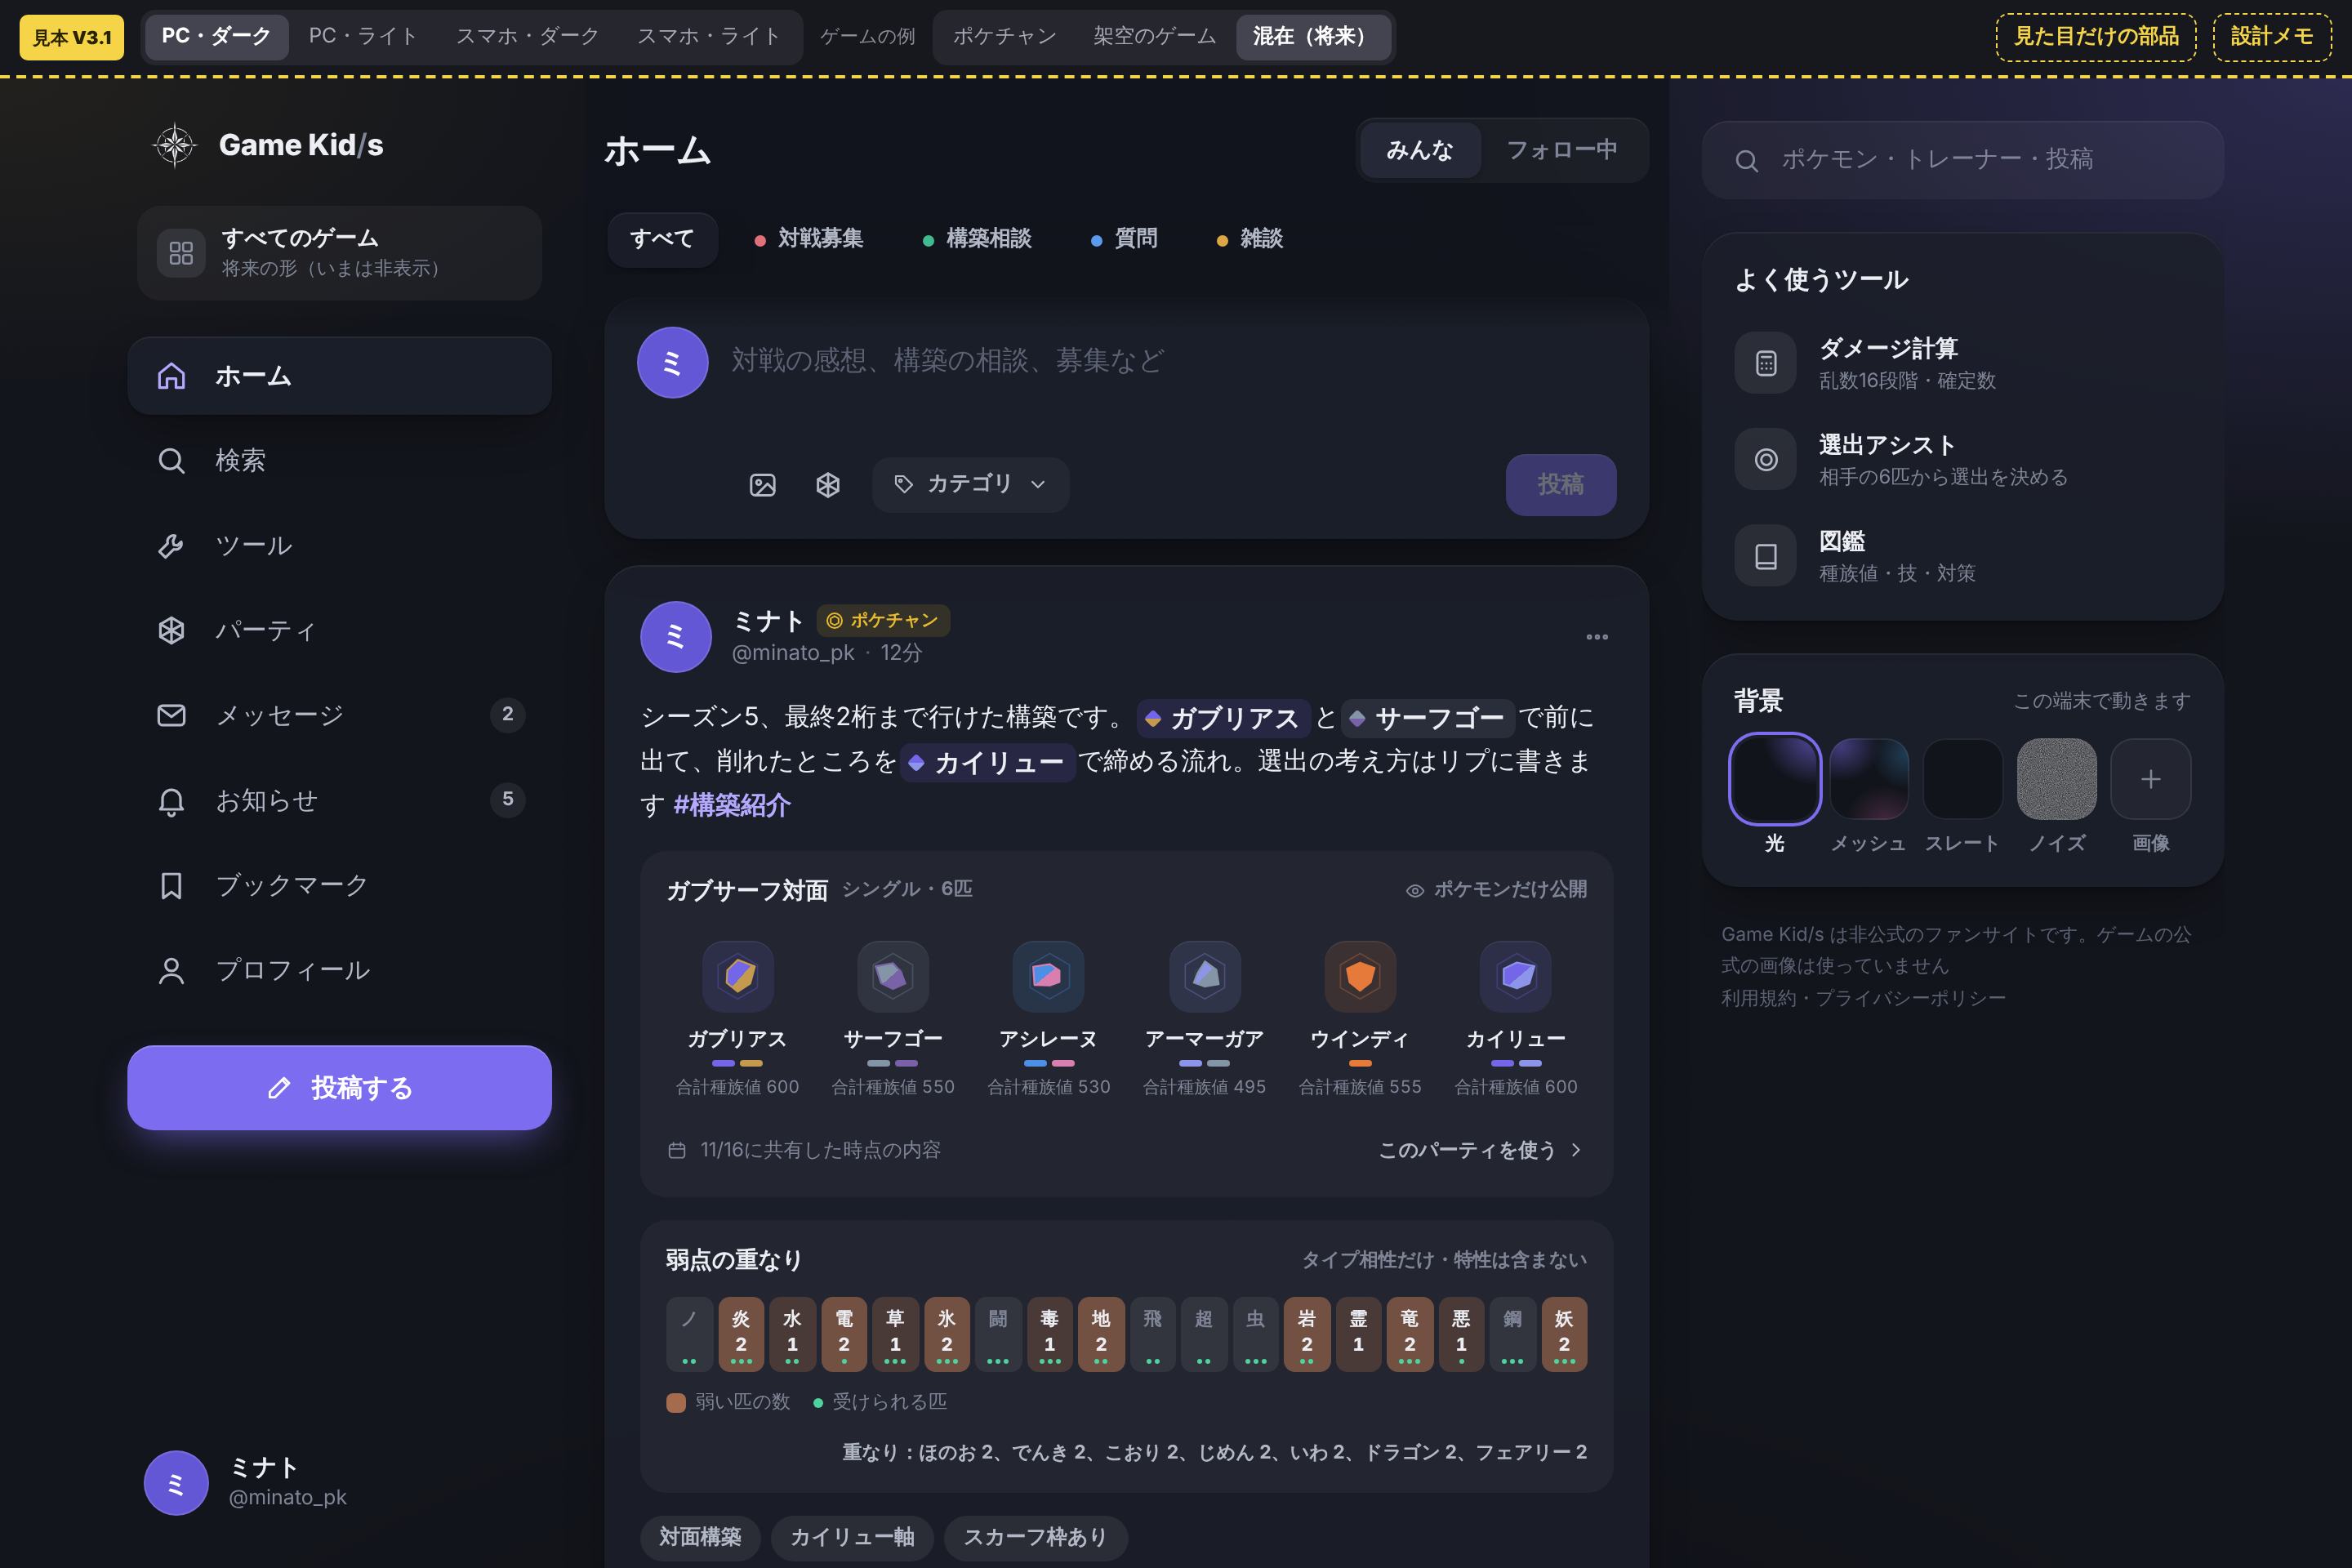 見本 V3.1
PC・ダーク
PC・ライト
スマホ・ダーク
スマホ・ライト
ゲームの例
ポケチャン
架空のゲーム
混在（将来）
見た目だけの部品
設計メモ
Game Kid/s
すべてのゲーム
将来の形（いまは非表示）
ホーム
検索
ツール
パーティ
メッセージ
2
お知らせ
5
ブックマーク
プロフィール
投稿する
ミ
ミナト
@minato_pk
ホーム
みんな
フォロー中
すべて
対戦募集
構築相談
質問
雑談
ミ
対戦の感想、構築の相談、募集など
カテゴリ
投稿
ミ
ミナト
ポケチャン
@minato_pk · 12分
シーズン5、最終2桁まで行けた構築です。ガブリアスとサーフゴーで前に
出て、削れたところをカイリューで締める流れ。選出の考え方はリプに書きま
す #構築紹介
ガブサーフ対面 シングル・6匹
ポケモンだけ公開
ガブリアス
合計種族値 600
サーフゴー
合計種族値 550
アシレーヌ
合計種族値 530
アーマーガア
合計種族値 495
ウインディ
合計種族値 555
カイリュー
合計種族値 600
11/16に共有した時点の内容
このパーティを使う
弱点の重なり
タイプ相性だけ・特性は含まない
ノ 炎 水 電 草 氷 闘 毒 地 飛 超 虫 岩 霊 竜 悪 鋼 妖
2 1 2 1 2 1 2 2 1 2 1 2
弱い匹の数
受けられる匹
重なり：ほのお 2、でんき 2、こおり 2、じめん 2、いわ 2、ドラゴン 2、フェアリー 2
対面構築
カイリュー軸
スカーフ枠あり
ポケモン・トレーナー・投稿
よく使うツール
ダメージ計算
乱数16段階・確定数
選出アシスト
相手の6匹から選出を決める
図鑑
種族値・技・対策
背景
この端末で動きます
光
メッシュ
スレート
ノイズ
画像
Game Kid/s は非公式のファンサイトです。ゲームの公
式の画像は使っていません
利用規約・プライバシーポリシー